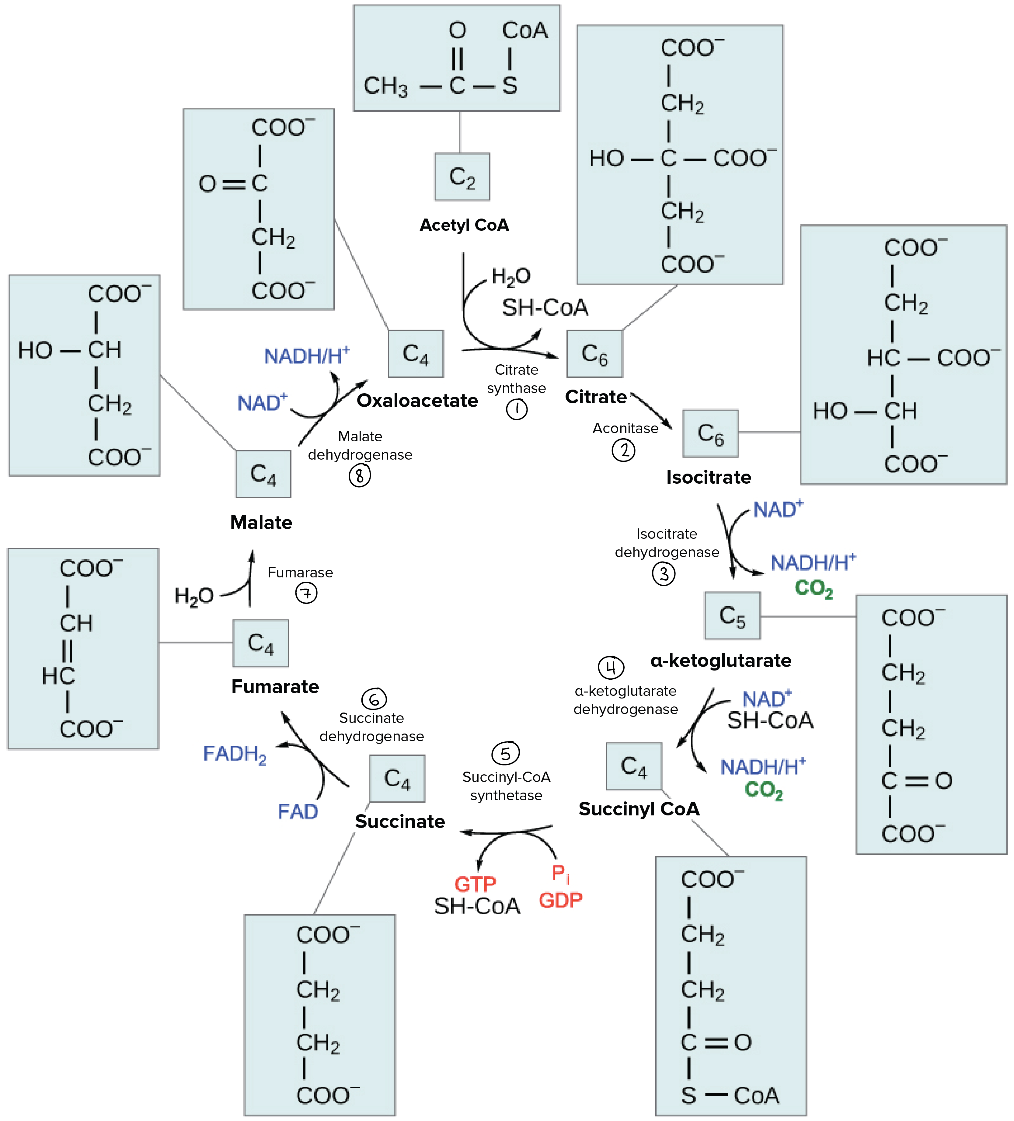 O CoA
CH₃ — C — S
C₂
Acetyl CoA
COO⁻
CH₂
HO — C — COO⁻
CH₂
COO⁻
COO⁻
O = C
CH₂
COO⁻
H₂O
SH-CoA
C₄
Oxaloacetate
Citrate
synthase
①
C₆
Citrate
Aconitase
②
C₆
Isocitrate
COO⁻
CH₂
HC — COO⁻
HO — CH
COO⁻
NAD⁺
NADH/H⁺
CO₂
Isocitrate
dehydrogenase
③
C₅
α-ketoglutarate
COO⁻
CH₂
CH₂
C = O
COO⁻
④
α-ketoglutarate
dehydrogenase
NAD⁺
SH-CoA
NADH/H⁺
CO₂
C₄
Succinyl CoA
COO⁻
CH₂
CH₂
C = O
S — CoA
⑤
Succinyl-CoA
synthetase
Pᵢ
GDP
GTP
SH-CoA
C₄
Succinate
COO⁻
CH₂
CH₂
COO⁻
⑥
Succinate
dehydrogenase
FADH₂
FAD
C₄
Fumarate
COO⁻
CH
HC
COO⁻
H₂O
Fumarase
⑦
C₄
Malate
COO⁻
HO — CH
CH₂
COO⁻
NADH/H⁺
NAD⁺
Malate
dehydrogenase
⑧